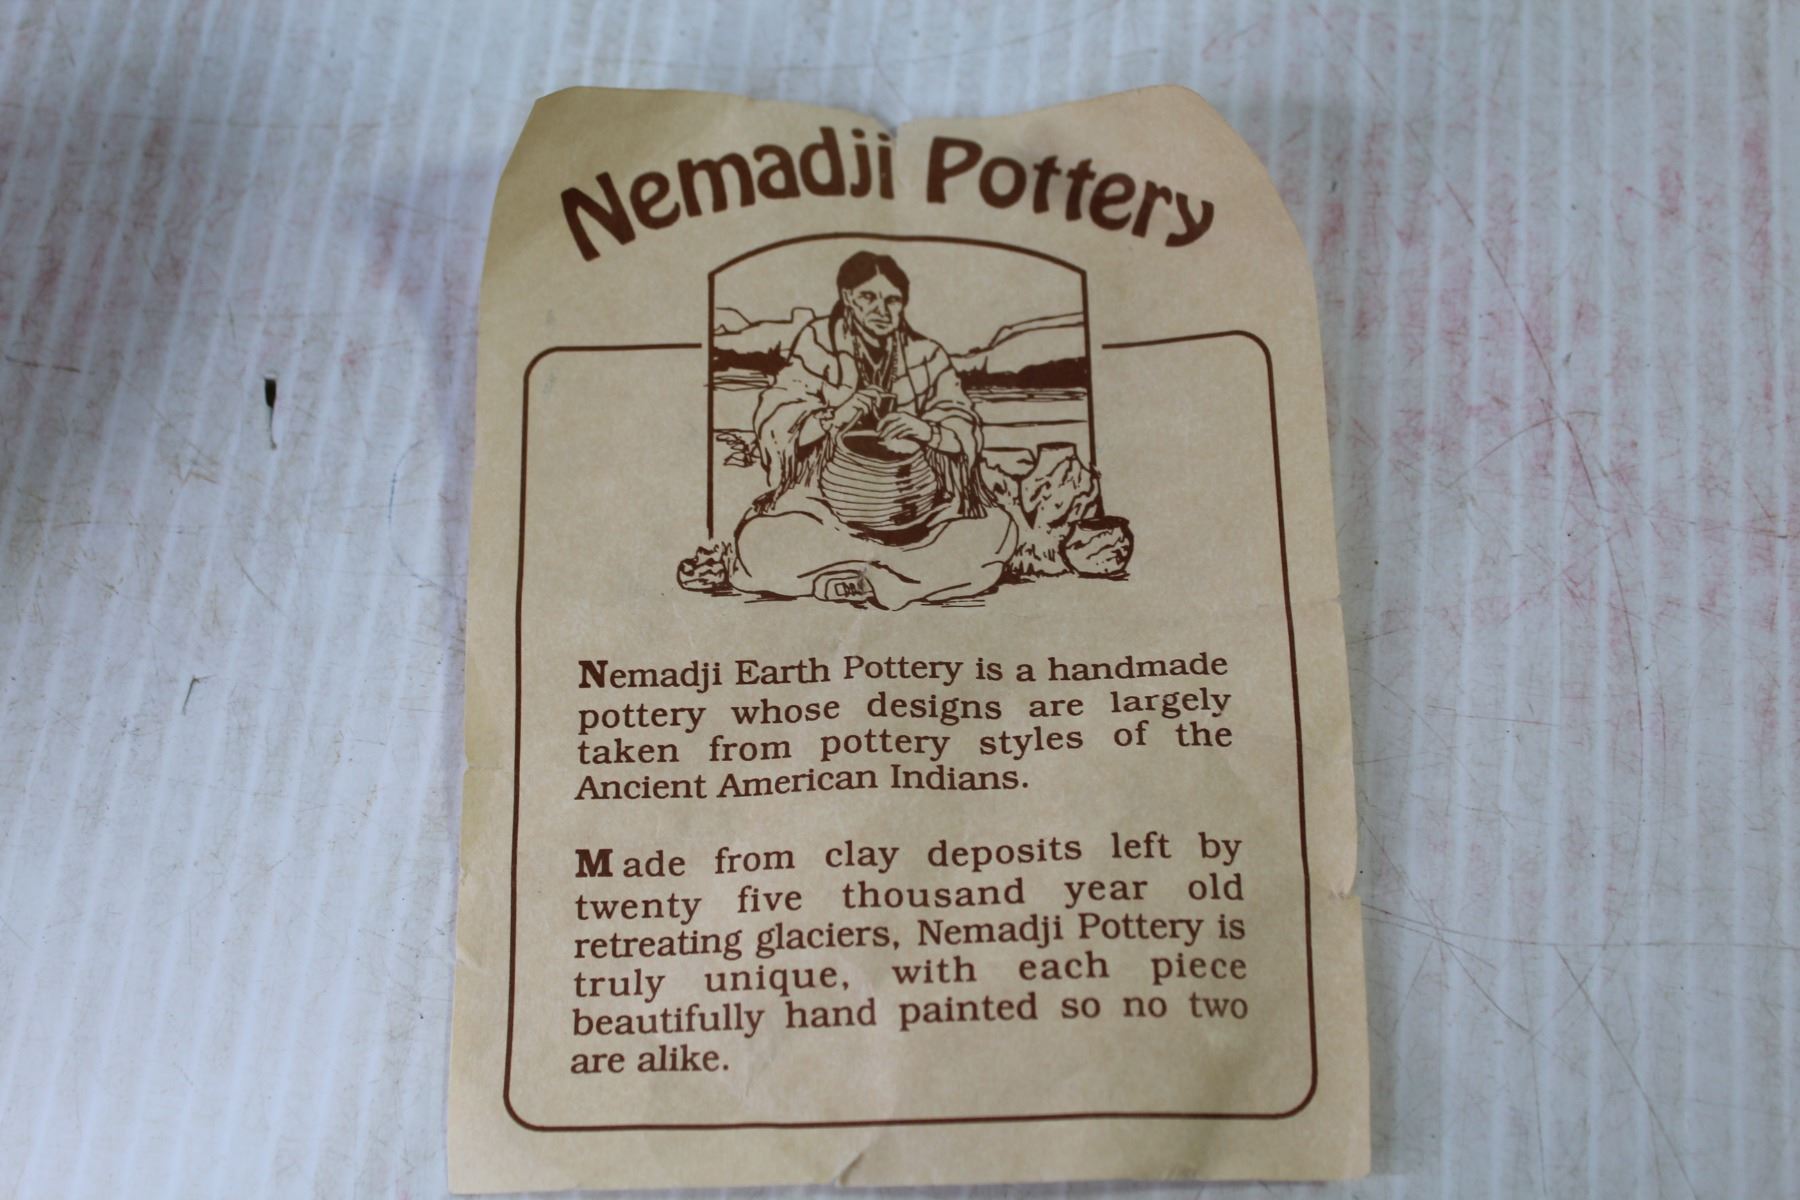 Nemadji Pottery
Nemadji Earth Pottery is a handmade
pottery whose designs are largely
taken from pottery styles of the
Ancient American Indians.
Made from clay deposits left by
twenty five thousand year old
retreating glaciers, Nemadji Pottery is
truly unique, with each piece
beautifully hand painted so no two
are alike.